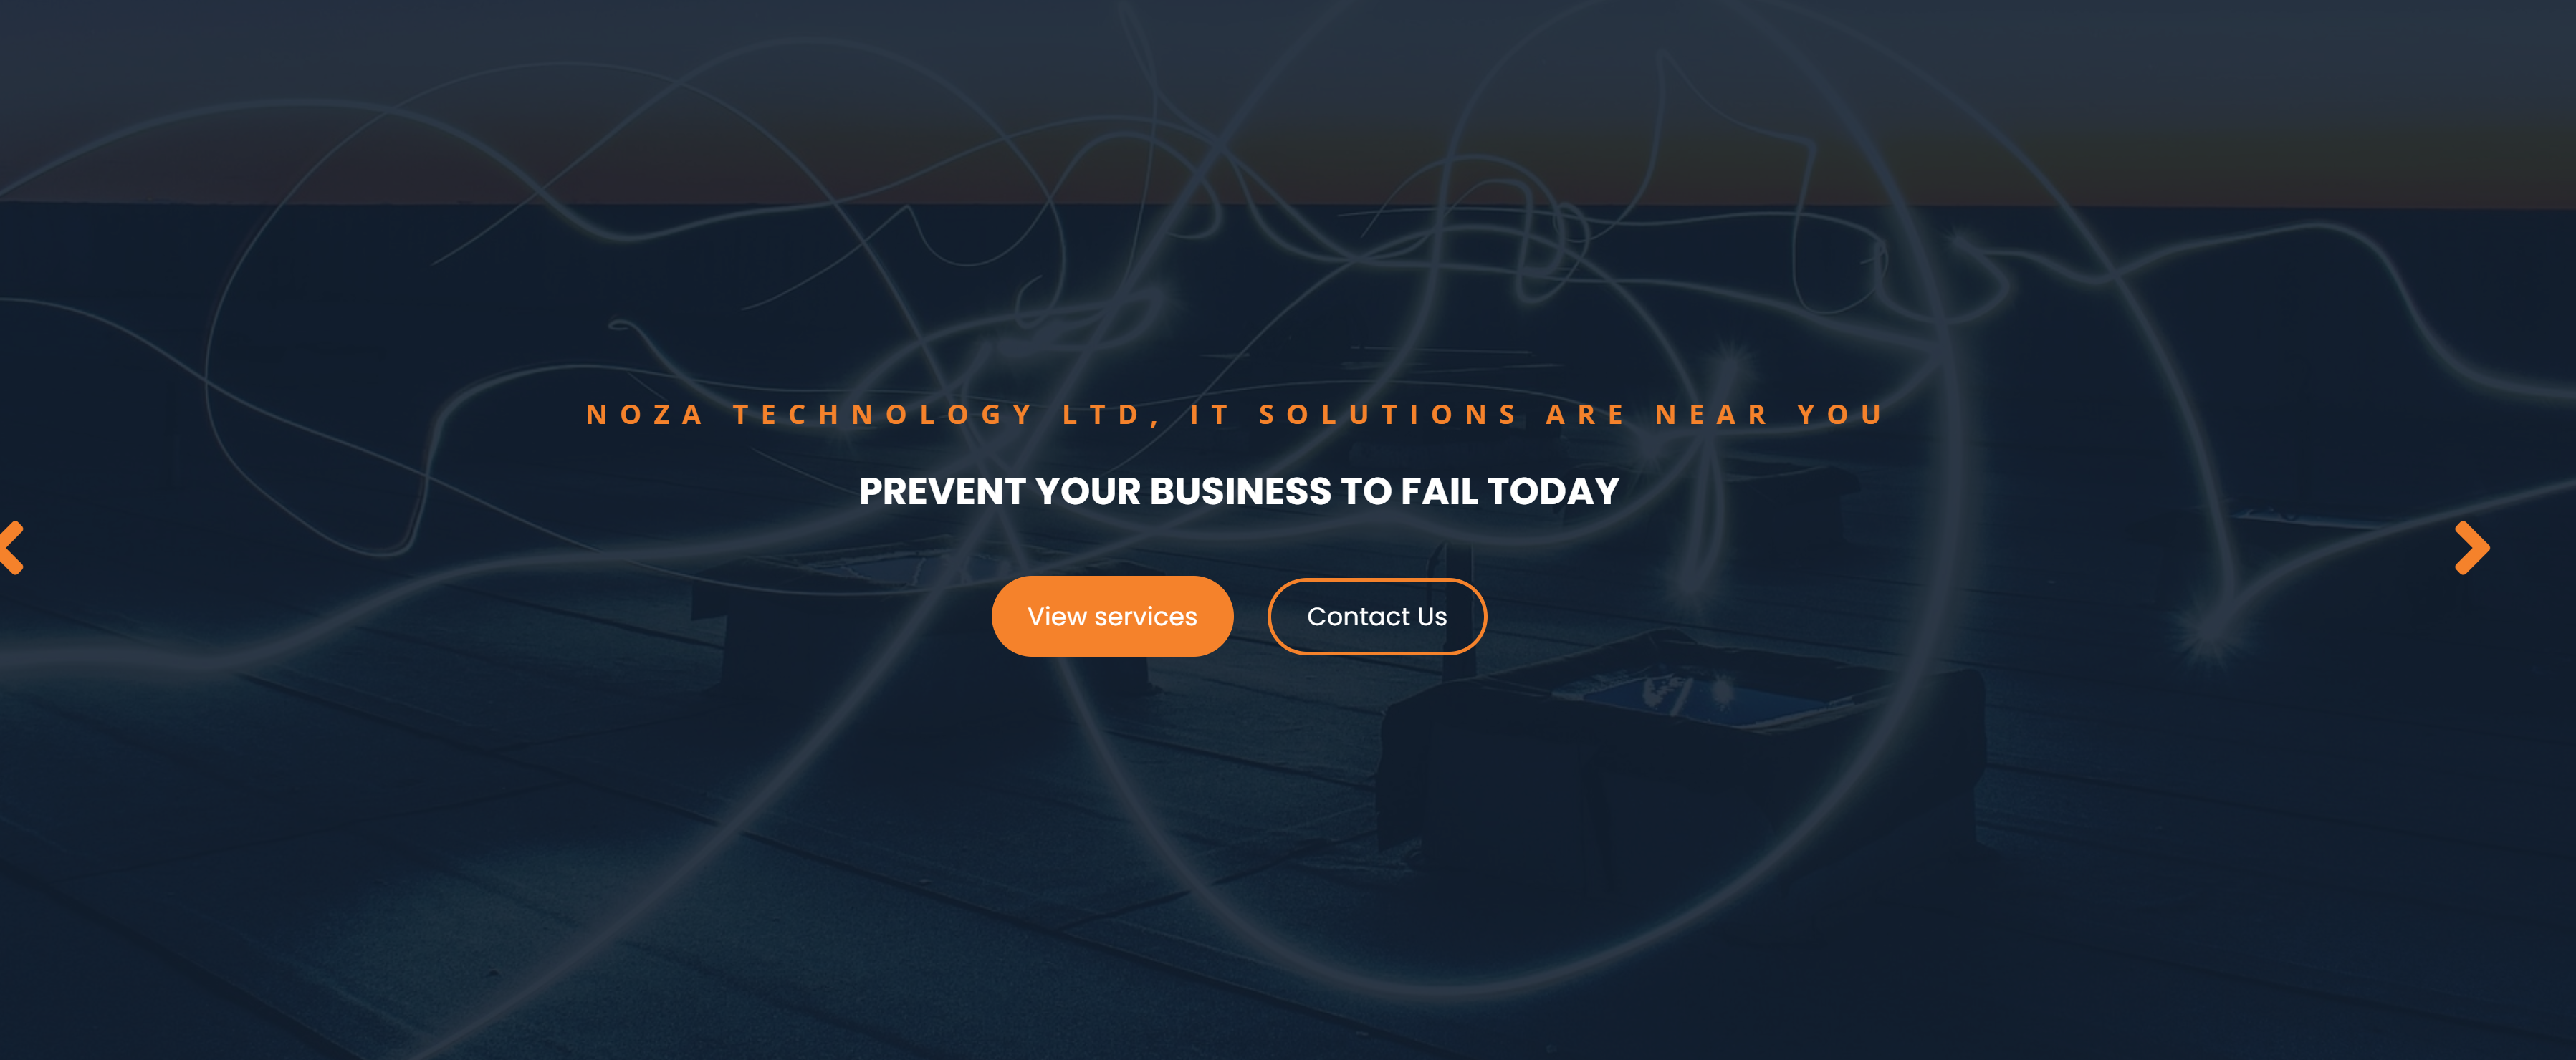 NOZA TECHNOLOGY LTD, IT SOLUTIONS ARE NEAR YOU
PREVENT YOUR BUSINESS TO FAIL TODAY
View services
Contact Us